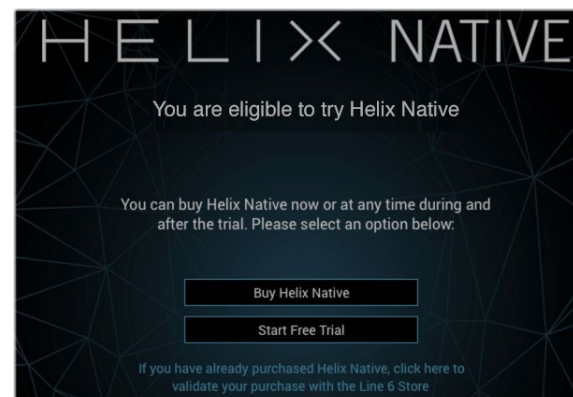 HELIX NATIVE
You are eligible to try Helix Native
You can buy Helix Native now or at any time during and
after the trial. Please select an option below:
Buy Helix Native
Start Free Trial
If you have already purchased Helix Native, click here to
validate your purchase with the Line 6 Store